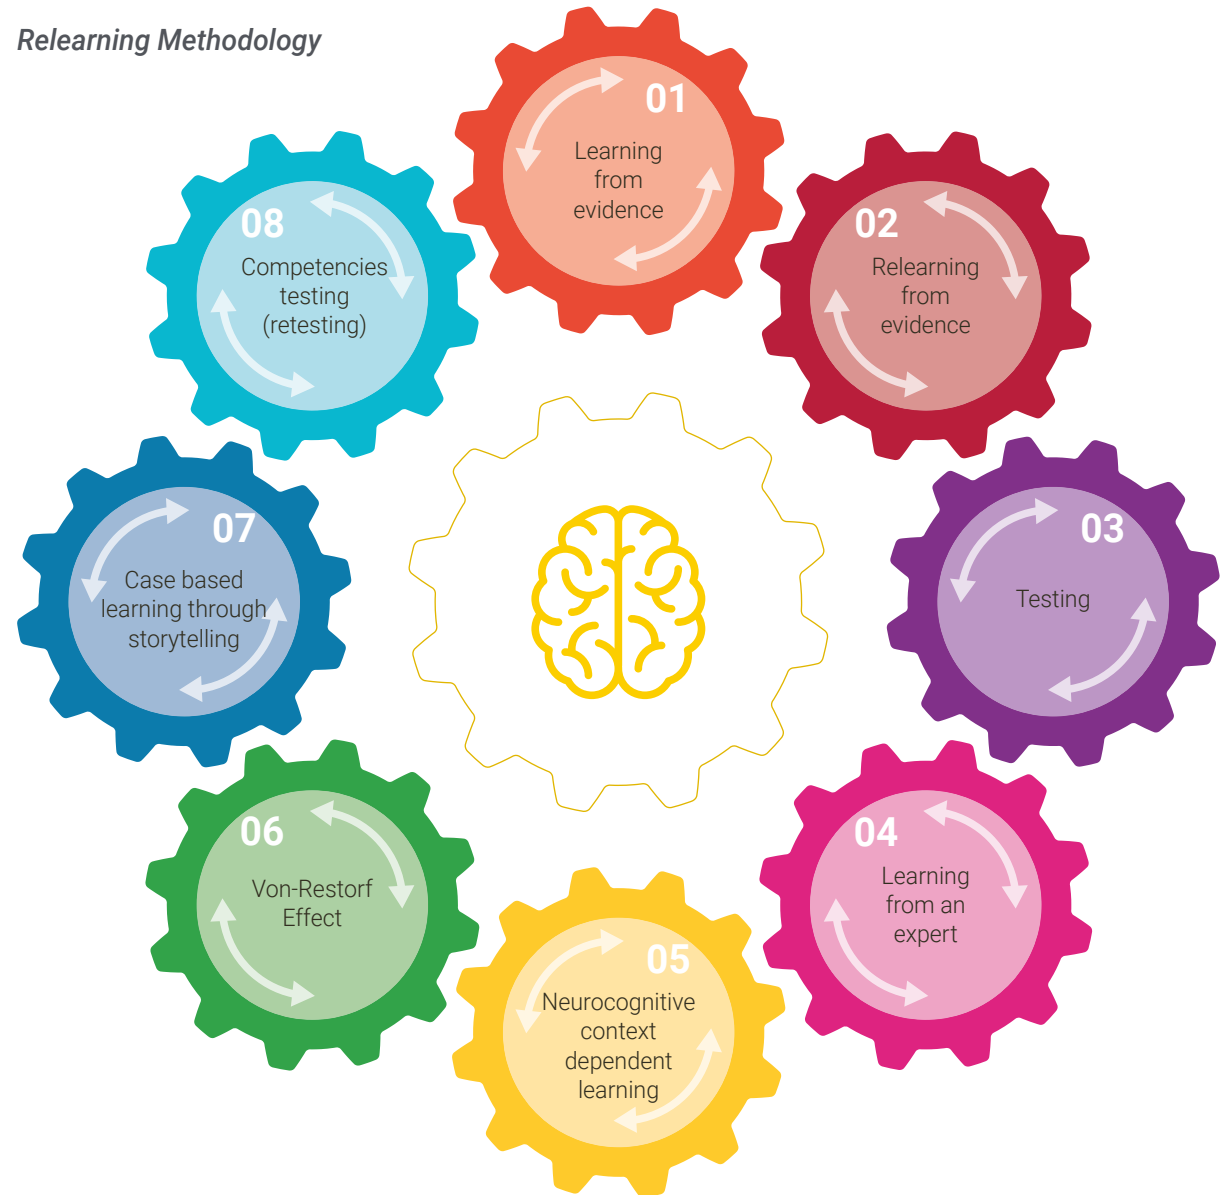 Relearning Methodology
01
Learning
from
evidence
02
Relearning
from
evidence
03
Testing
04
Learning
from an
expert
05
Neurocognitive
context
dependent
learning
06
Von-Restorf
Effect
07
Case based
learning through
storytelling
08
Competencies
testing
(retesting)